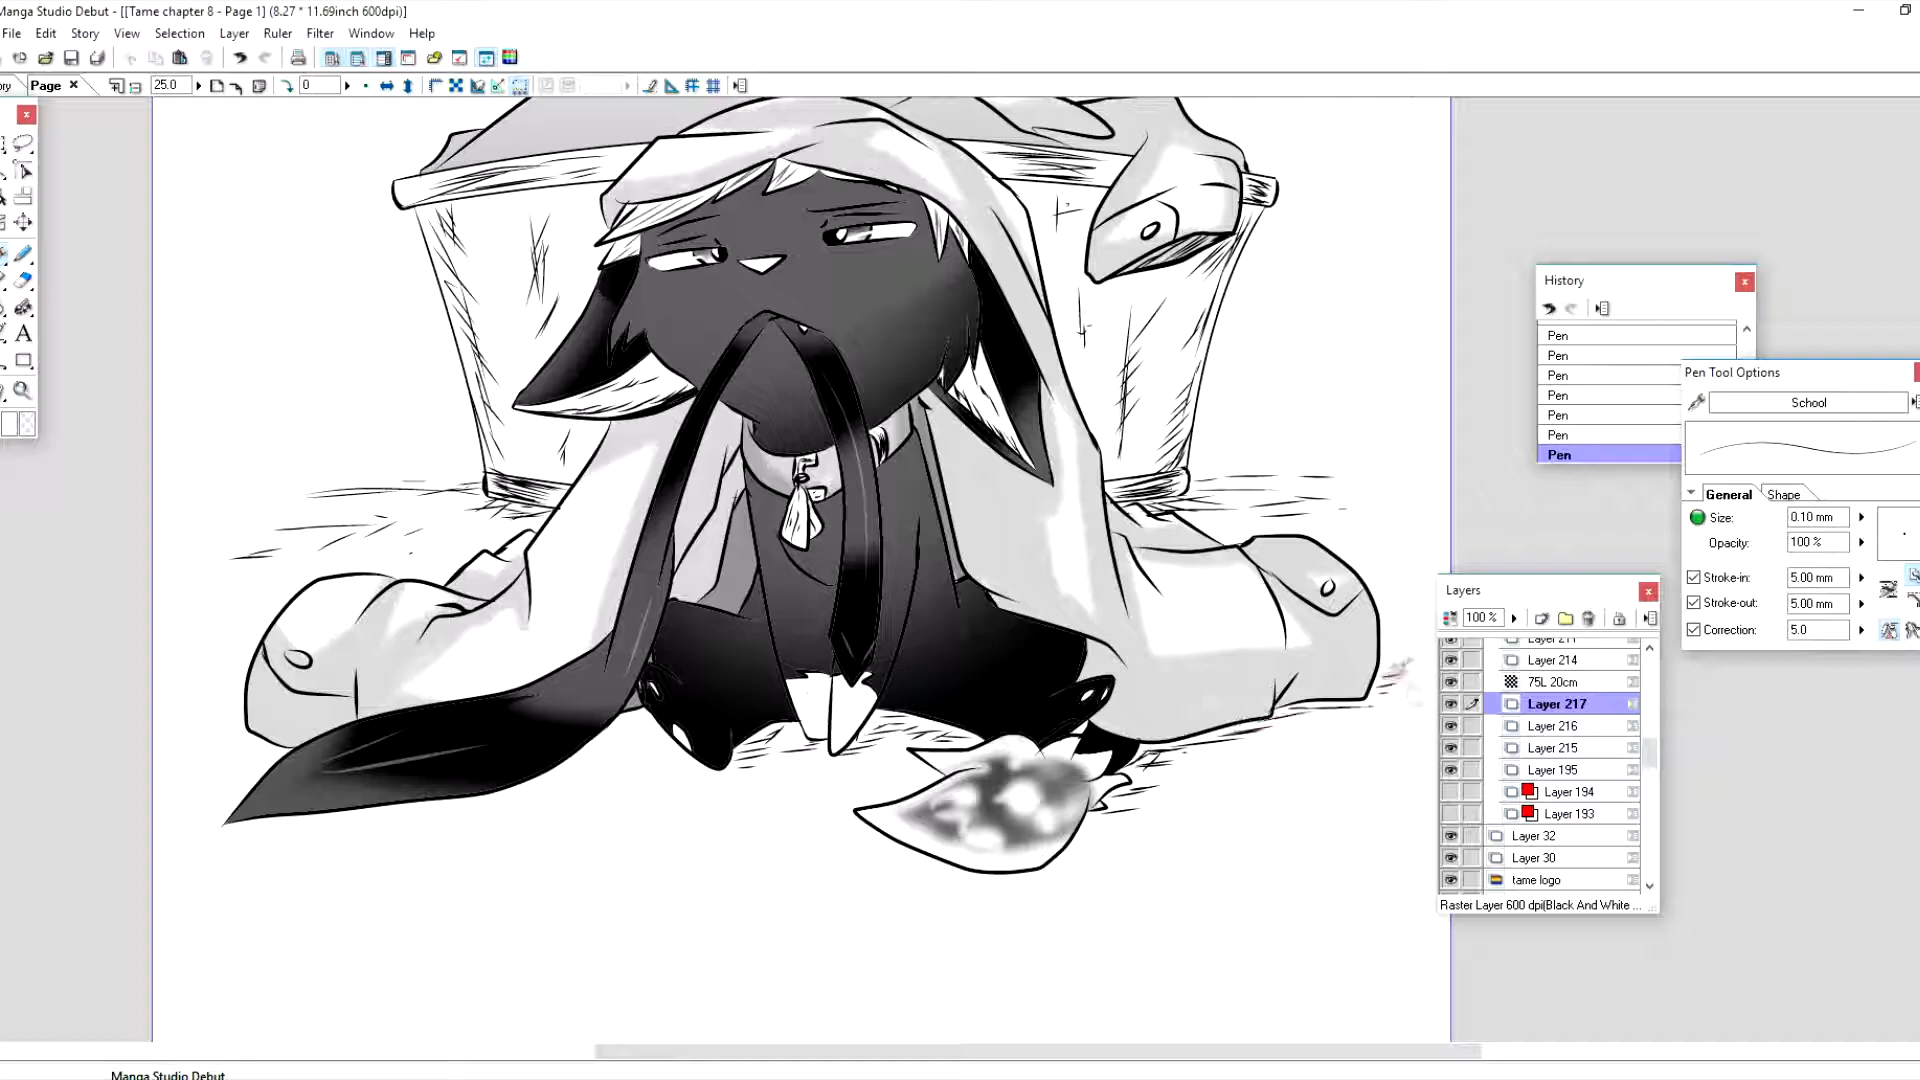 Manga Studio Debut - [[Tame chapter 8 - Page 1] (8.27 * 11.69inch 600dpi)]
File Edit Story View Selection Layer Ruler Filter Window Help
ory Page 25.0 0
History
Pen
Pen
Pen
Pen
Pen
Pen
Pen
Pen Tool Options
School
General Shape
Size: 0.10 mm
Opacity: 100 %
Stroke-in: 5.00 mm
Stroke-out: 5.00 mm
Correction: 5.0
Layers
100 %
Layer 211
Layer 214
75L 20cm
Layer 217
Layer 216
Layer 215
Layer 195
Layer 194
Layer 193
Layer 32
Layer 30
tame logo
Raster Layer 600 dpi(Black And White ...
Manga Studio Debut